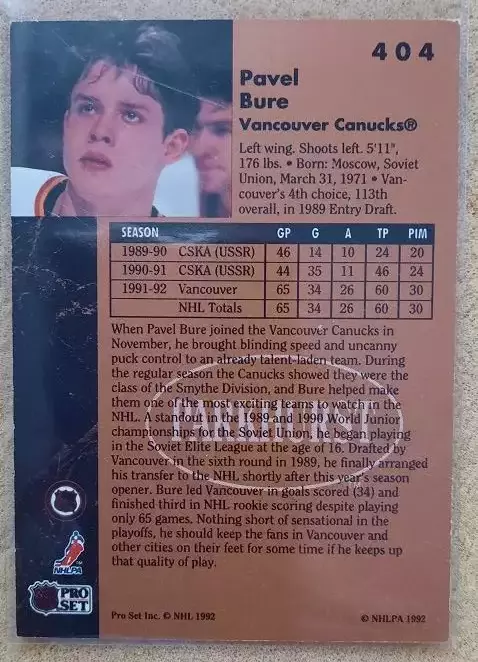 404
Pavel
Bure
Vancouver Canucks®
Left wing. Shoots left. 5'11",
176 lbs. • Born: Moscow, Soviet
Union, March 31, 1971 • Van-
couver's 4th choice, 113th
overall, in 1989 Entry Draft.
SEASON GP G A TP PIM
1989-90 CSKA (USSR) 46 14 10 24 20
1990-91 CSKA (USSR) 44 35 11 46 24
1991-92 Vancouver 65 34 26 60 30
NHL Totals 65 34 26 60 30
When Pavel Bure joined the Vancouver Canucks in
November, he brought blinding speed and uncanny
puck control to an already talent-laden team. During
the regular season the Canucks showed they were the
class of the Smythe Division, and Bure helped make
them one of the most exciting teams to watch in the
NHL. A standout in the 1989 and 1990 World Junior
championships for the Soviet Union, he began playing
in the Soviet Elite League at the age of 16. Drafted by
Vancouver in the sixth round in 1989, he finally arranged
his transfer to the NHL shortly after this year's season
opener. Bure led Vancouver in goals scored (34) and
finished third in NHL rookie scoring despite playing
only 65 games. Nothing short of sensational in the
playoffs, he should keep the fans in Vancouver and
other cities on their feet for some time if he keeps up
that quality of play.
PARKHURST
NHLPA
PRO
SET
Pro Set Inc. © NHL 1992
© NHLPA 1992